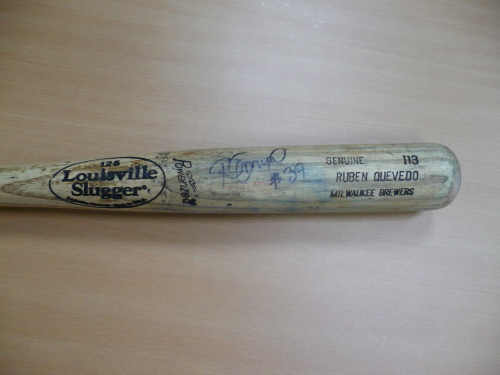 125
Louisville
Slugger®
Powerized
#39
GENUINE 113
RUBEN QUEVEDO
MILWAUKEE BREWERS